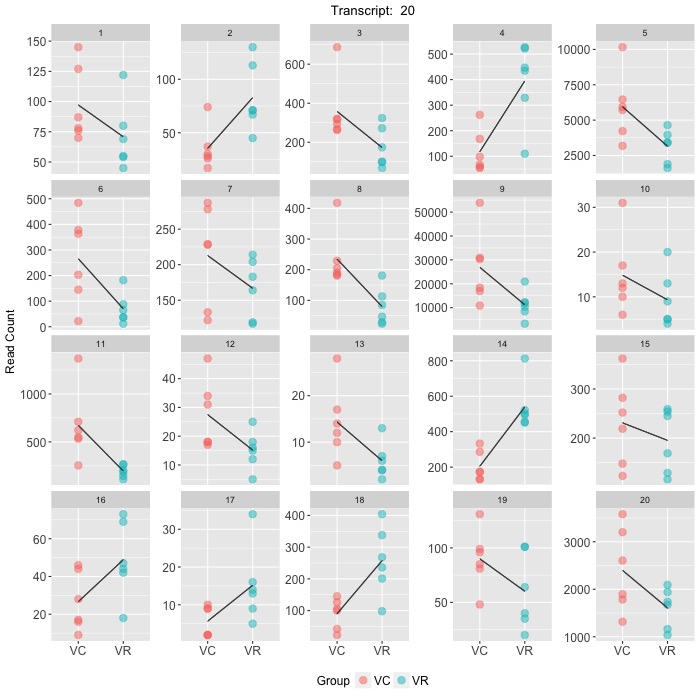 Transcript: 20
1 2 3 4 5
150 125 100 75 50
100 50
600 400 200
500 400 300 200 100
10000 7500 5000 2500
6 7 8 9 10
500 400 300 200 100 0
250 200 150
400 300 200 100
50000 40000 30000 20000 10000
30 20 10
Read Count
11 12 13 14 15
1000 500
40 30 20 10
20 10
800 600 400 200
300 200
16 17 18 19 20
60 40 20
30 20 10
400 300 200 100
100 50
3000 2000 1000
VC VR VC VR VC VR VC VR VC VR
Group VC VR